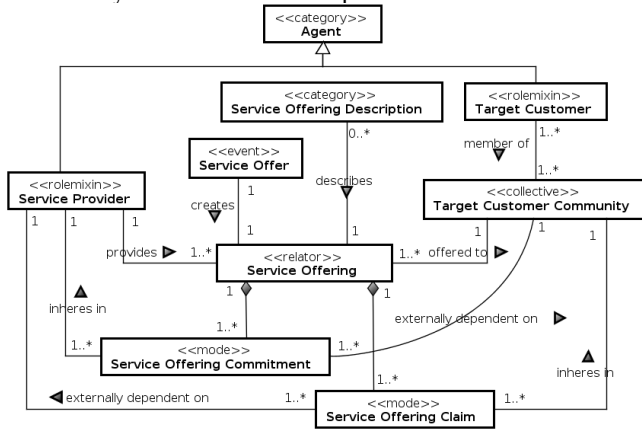 <<category>>
Agent
<<category>>
Service Offering Description
<<rolemixin>>
Target Customer
0..*
1..*
<<event>>
Service Offer
member of
describes
1..*
<<rolemixin>>
Service Provider
<<collective>>
Target Customer Community
1
creates
1 1 1
1 1 1
1 1
provides
1..*
<<relator>>
Service Offering
1..*
offered to
1 1
inheres in
externally dependent on
1..*
1..*
<<mode>>
Service Offering Commitment
1..*
inheres in
1..*
externally dependent on
1..*
<<mode>>
Service Offering Claim
1..*